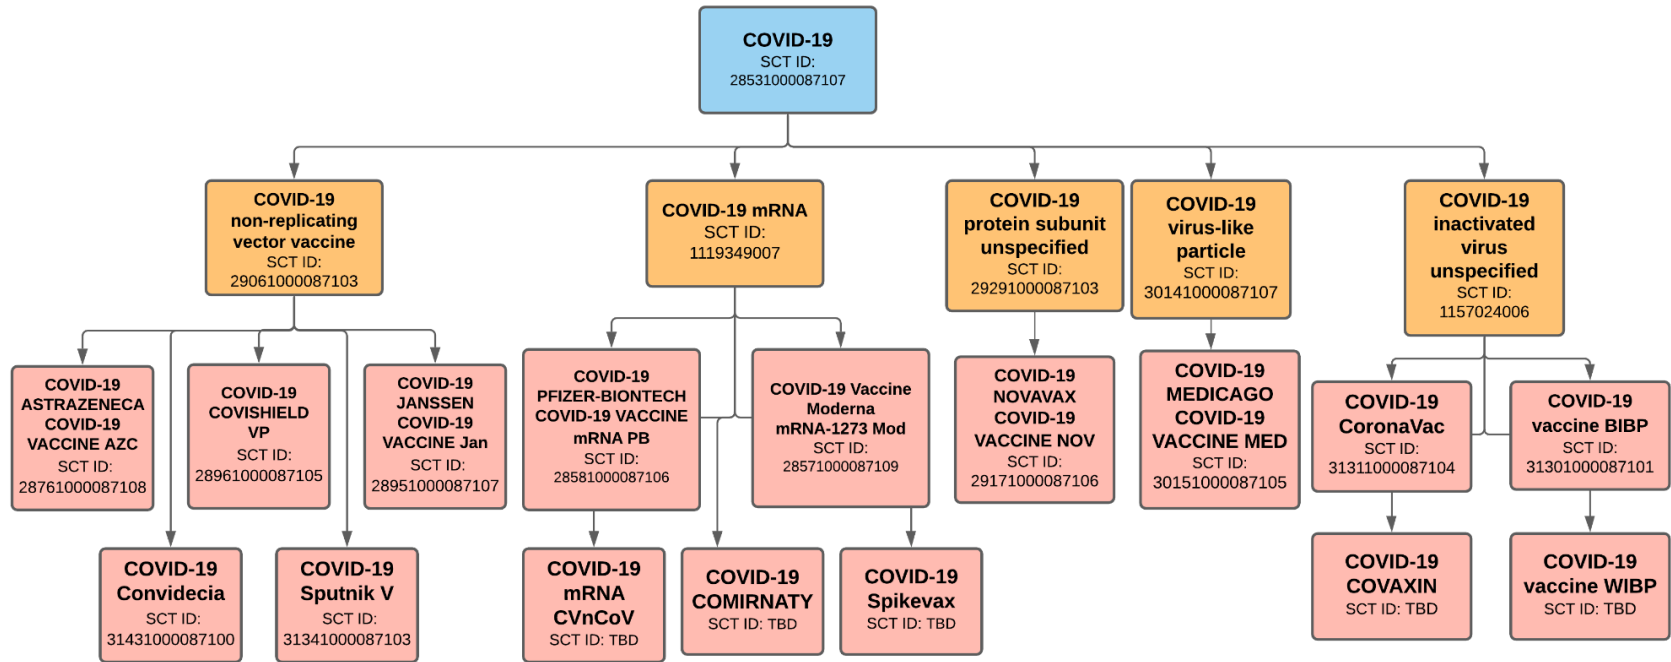 COVID-19
SCT ID:
28531000087107
COVID-19
non-replicating
vector vaccine
SCT ID:
29061000087103
COVID-19 mRNA
SCT ID:
1119349007
COVID-19
protein subunit
unspecified
SCT ID:
29291000087103
COVID-19
virus-like
particle
SCT ID:
30141000087107
COVID-19
inactivated
virus
unspecified
SCT ID:
1157024006
COVID-19
ASTRAZENECA
COVID-19
VACCINE AZC
SCT ID:
28761000087108
COVID-19
COVISHIELD
VP
SCT ID:
28961000087105
COVID-19
JANSSEN
COVID-19
VACCINE Jan
SCT ID:
28951000087107
COVID-19
PFIZER-BIONTECH
COVID-19 VACCINE
mRNA PB
SCT ID:
28581000087106
COVID-19 Vaccine
Moderna
mRNA-1273 Mod
SCT ID:
28571000087109
COVID-19
NOVAVAX
COVID-19
VACCINE NOV
SCT ID:
29171000087106
COVID-19
MEDICAGO
COVID-19
VACCINE MED
SCT ID:
30151000087105
COVID-19
CoronaVac
SCT ID:
31311000087104
COVID-19
vaccine BIBP
SCT ID:
31301000087101
COVID-19
Convidecia
SCT ID:
31431000087100
COVID-19
Sputnik V
SCT ID:
31341000087103
COVID-19
mRNA
CVnCoV
SCT ID: TBD
COVID-19
COMIRNATY
SCT ID: TBD
COVID-19
Spikevax
SCT ID: TBD
COVID-19
COVAXIN
SCT ID: TBD
COVID-19
vaccine WIBP
SCT ID: TBD